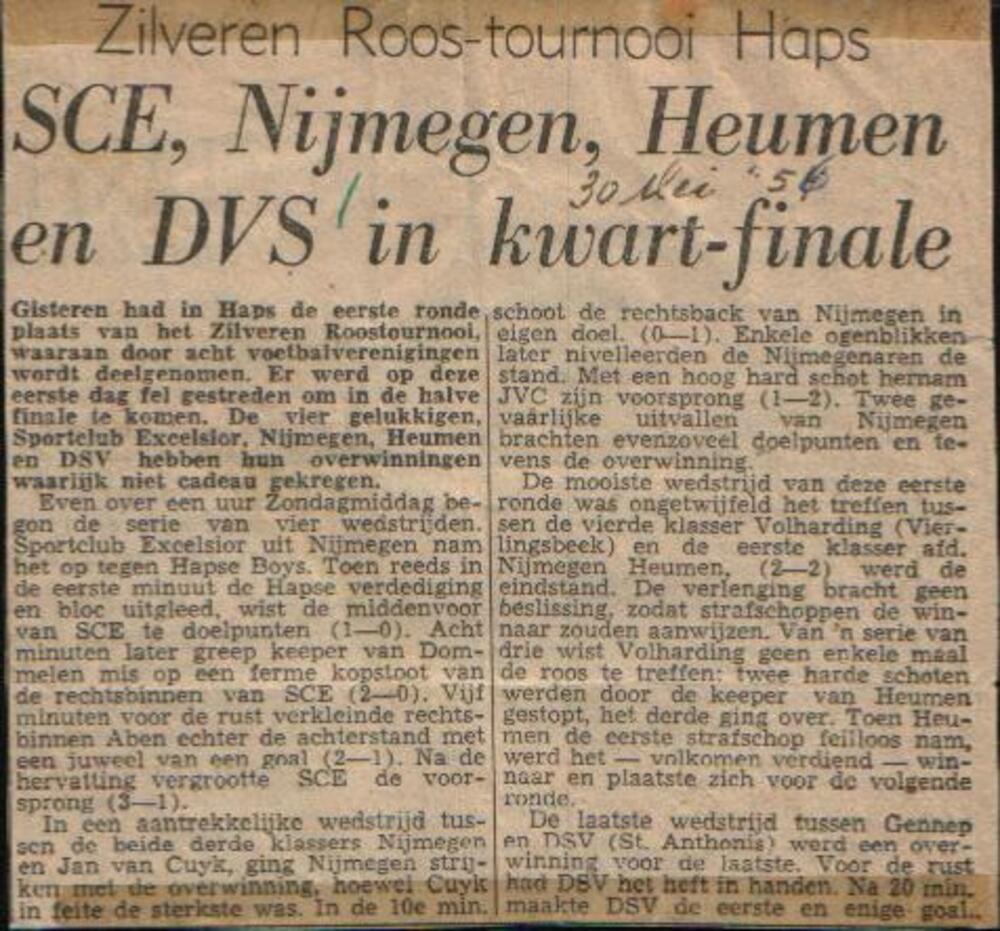 Zilveren Roos-tournooi Haps
SCE, Nijmegen, Heumen
30 Mei '56
en DVS in kwart-finale
Gisteren had in Haps de eerste ronde
plaats van het Zilveren Roostournooi,
waaraan door acht voetbalverenigingen
wordt deelgenomen. Er werd op deze
eerste dag fel gestreden om in de halve
finale te komen. De vier gelukkigen,
Sportclub Excelsior, Nijmegen, Heumen
en DSV hebben hun overwinningen
waarlijk niet cadeau gekregen.
Even over een uur Zondagmiddag be-
gon de serie van vier wedstrijden.
Sportclub Excelsior uit Nijmegen nam
het op tegen Hapse Boys. Toen reeds in
de eerste minuut de Hapse verdediging
en bloc uitgleed, wist de middenvoor
van SCE te doelpunten (1—0). Acht
minuten later greep keeper van Dom-
melen mis op een ferme kopstoot van
de rechtsbinnen van SCE (2—0). Vijf
minuten voor de rust verkleinde rechts-
binnen Aben echter de achterstand met
een juweel van een goal (2—1). Na de
hervatting vergrootte SCE de voor-
sprong (3—1).
In een aantrekkelijke wedstrijd tus-
sen de beide derde klassers Nijmegen
en Jan van Cuyk, ging Nijmegen strij-
ken met de overwinning, hoewel Cuyk
in feite de sterkste was. In de 10e min.
schoot de rechtsback van Nijmegen in
eigen doel. (0—1). Enkele ogenblikken
later nivelleerden de Nijmegenaren de
stand. Met een hoog hard schot hernam
JVC zijn voorsprong (1—2). Twee ge-
vaarlijke uitvallen van Nijmegen
brachten evenzoveel doelpunten en te-
vens de overwinning.
De mooiste wedstrijd van deze eerste
ronde was ongetwijfeld het treffen tus-
sen de vierde klasser Volharding (Vier-
lingsbeek) en de eerste klasser afd.
Nijmegen Heumen, (2—2) werd de
eindstand. De verlenging bracht geen
beslissing, zodat strafschoppen de win-
naar zouden aanwijzen. Van 'n serie van
drie wist Volharding geen enkele maal
de roos te treffen: twee harde schoten
werden door de keeper van Heumen
gestopt, het derde ging over. Toen Heu-
men de eerste strafschop feilloos nam,
werd het — volkomen verdiend — win-
naar en plaatste zich voor de volgende
ronde.
De laatste wedstrijd tussen Gennep
en DSV (St. Anthonis) werd een over-
winning voor de laatste. Voor de rust
had DSV het heft in handen. Na 20 min.
maakte DSV de eerste en enige goal.